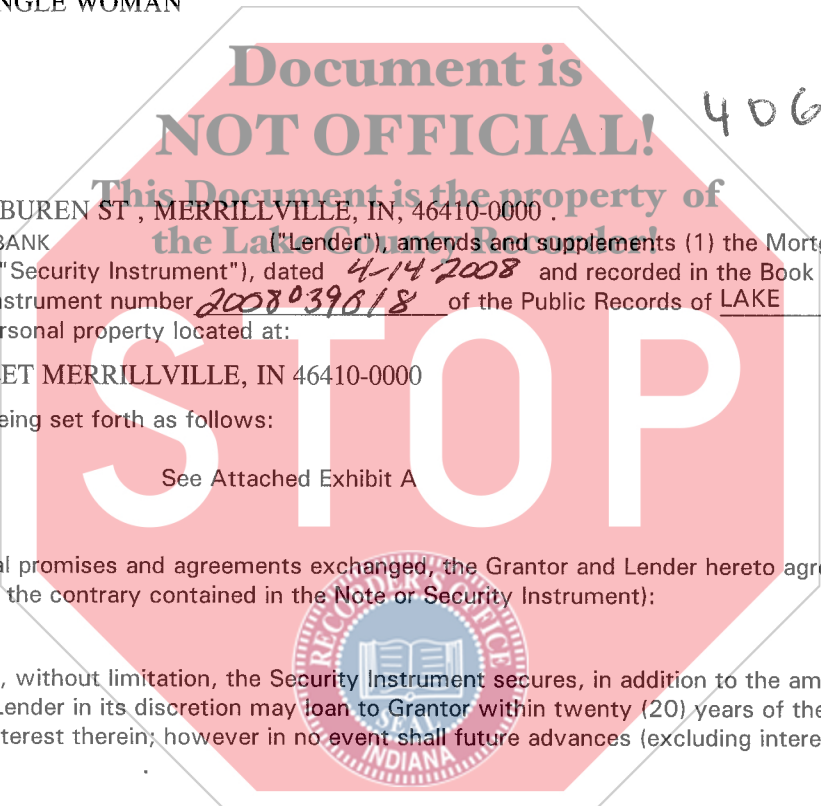 NGLE WOMAN
Document is
NOT OFFICIAL!
406
This Document is the property of
BUREN ST , MERRILLVILLE, IN, 46410-0000 .
the Lake County Recorder!
BANK ("Lender"), amends and supplements (1) the Mortg
"Security Instrument"), dated 4-14-2008 and recorded in the Book
nstrument number 2008039618 of the Public Records of LAKE
ersonal property located at:
ET MERRILLVILLE, IN 46410-0000
eing set forth as follows:
STOP
See Attached Exhibit A
al promises and agreements exchanged, the Grantor and Lender hereto agre
the contrary contained in the Note or Security Instrument):
RECORDER'S OFFICE
, without limitation, the Security Instrument secures, in addition to the am
Lender in its discretion may loan to Grantor within twenty (20) years of the
nterest therein; however in no event shall future advances (excluding intere
SEAL
INDIANA